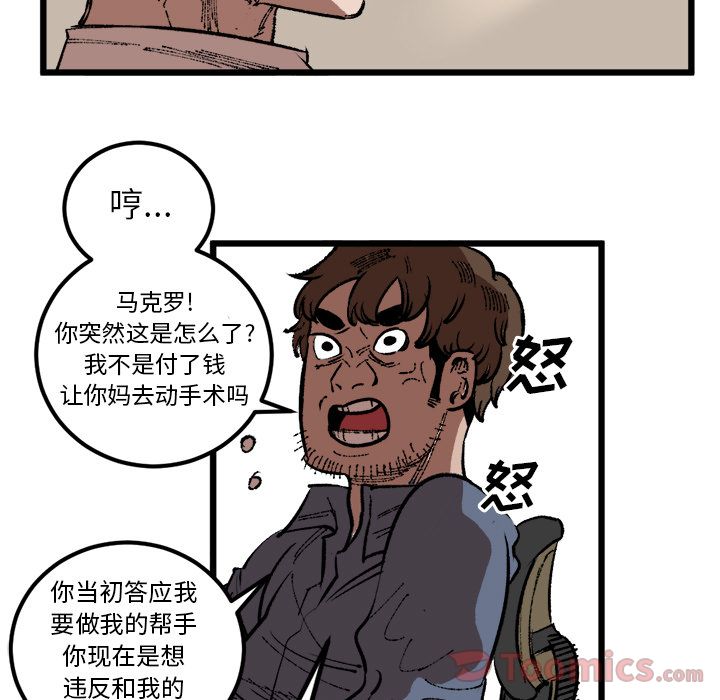 哼...
马克罗!
你突然这是怎么了?
我不是付了钱
让你妈去动手术吗
怒
怒
你当初答应我
要做我的帮手
你现在是想
违反和我的
Toomics.com